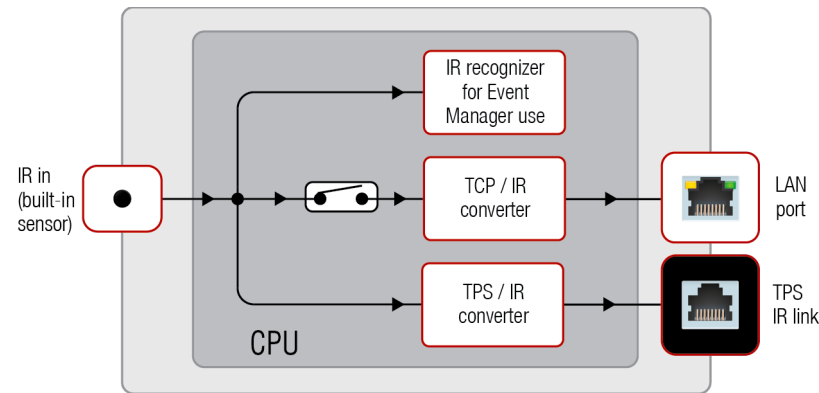 IR recognizer
for Event
Manager use
IR in
(built-in
sensor)
TCP / IR
converter
LAN
port
TPS / IR
converter
TPS
IR link
CPU